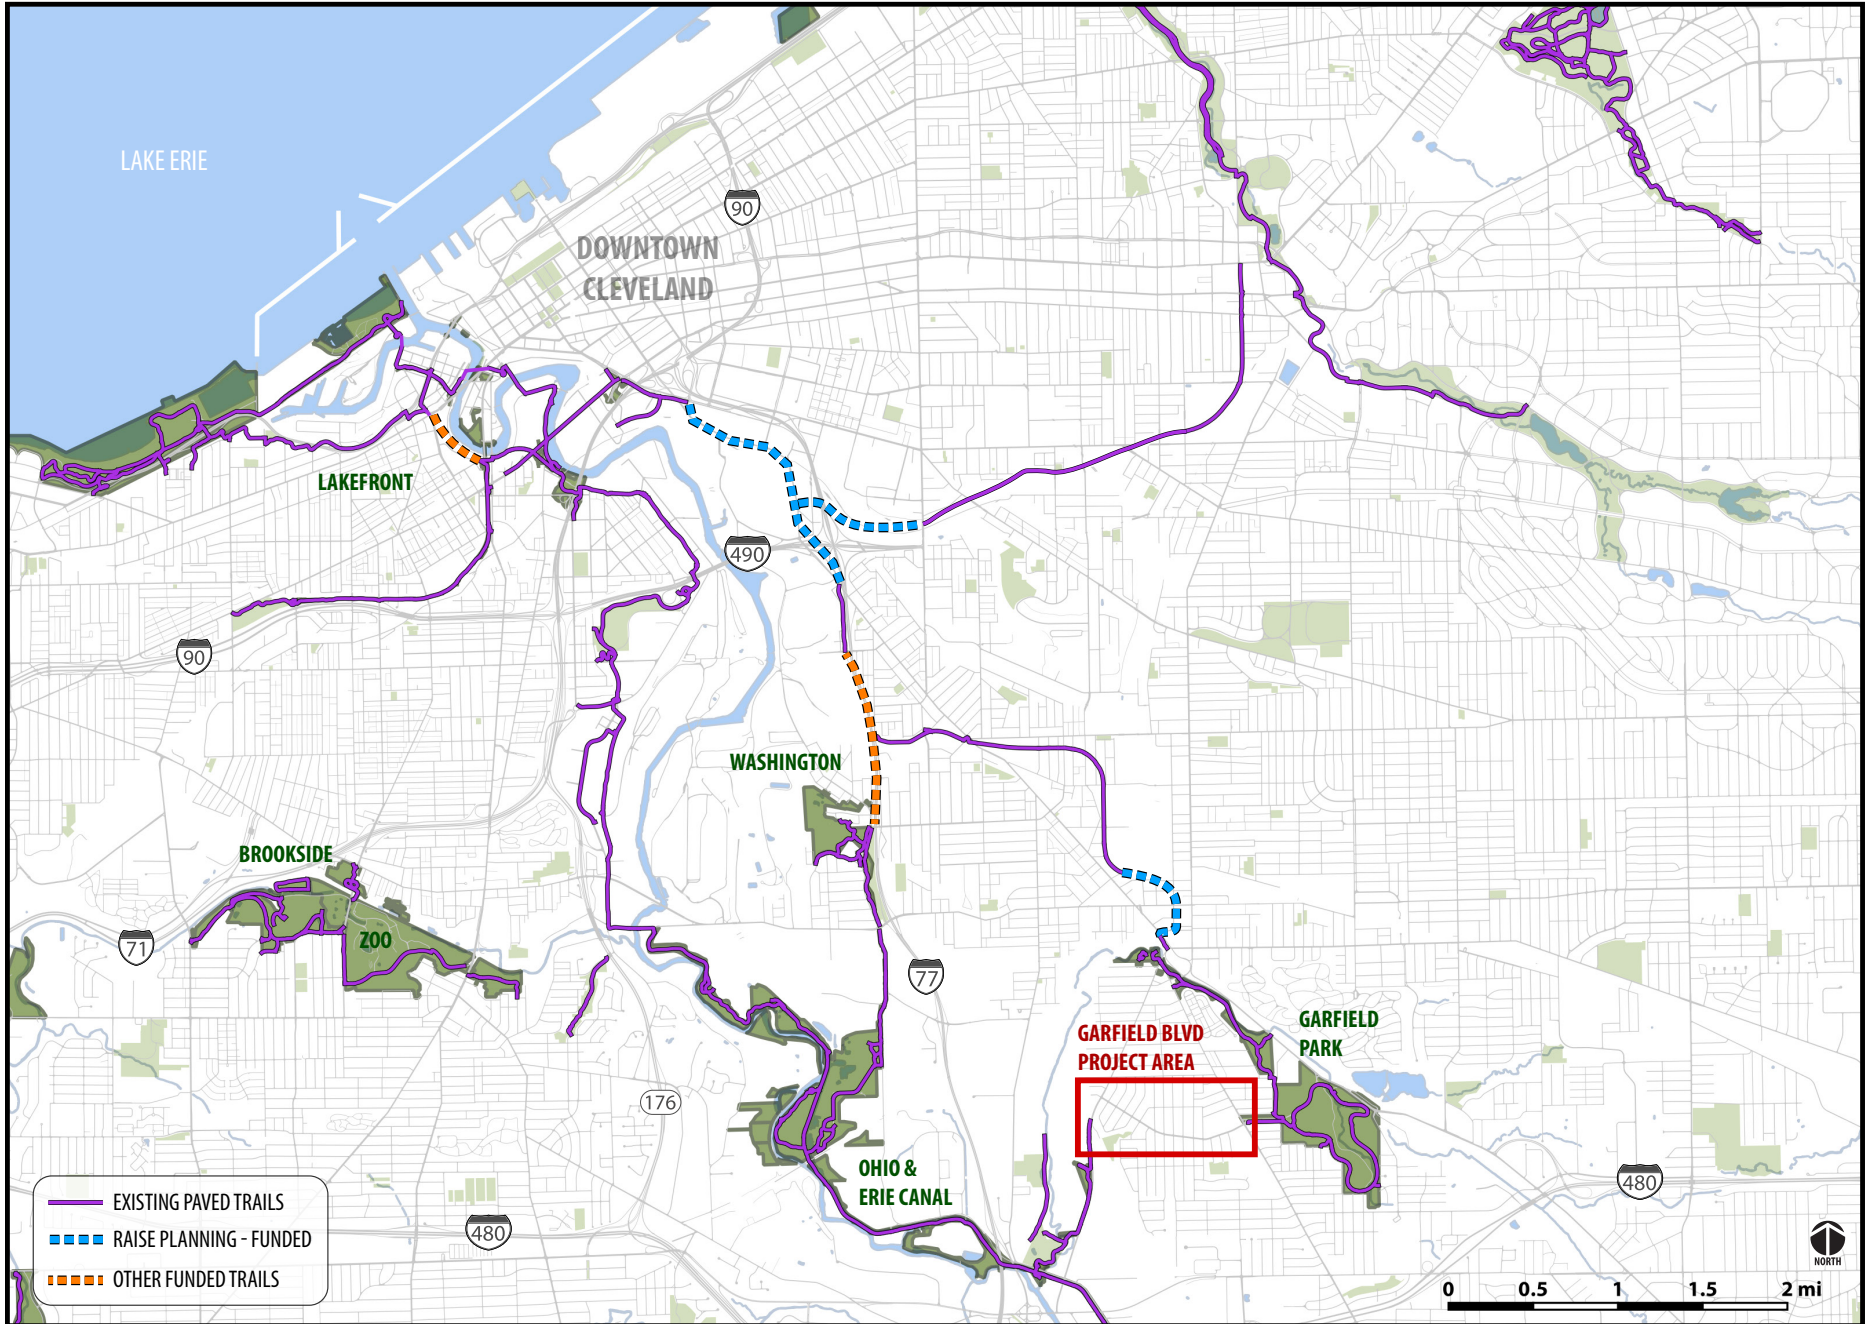 LAKE ERIE
90
DOWNTOWN
CLEVELAND
LAKEFRONT
490
90
WASHINGTON
BROOKSIDE
ZOO
71
77
GARFIELD BLVD
PROJECT AREA
GARFIELD
PARK
176
OHIO &
ERIE CANAL
480
480
EXISTING PAVED TRAILS
RAISE PLANNING - FUNDED
OTHER FUNDED TRAILS
NORTH
0 0.5 1 1.5 2 mi